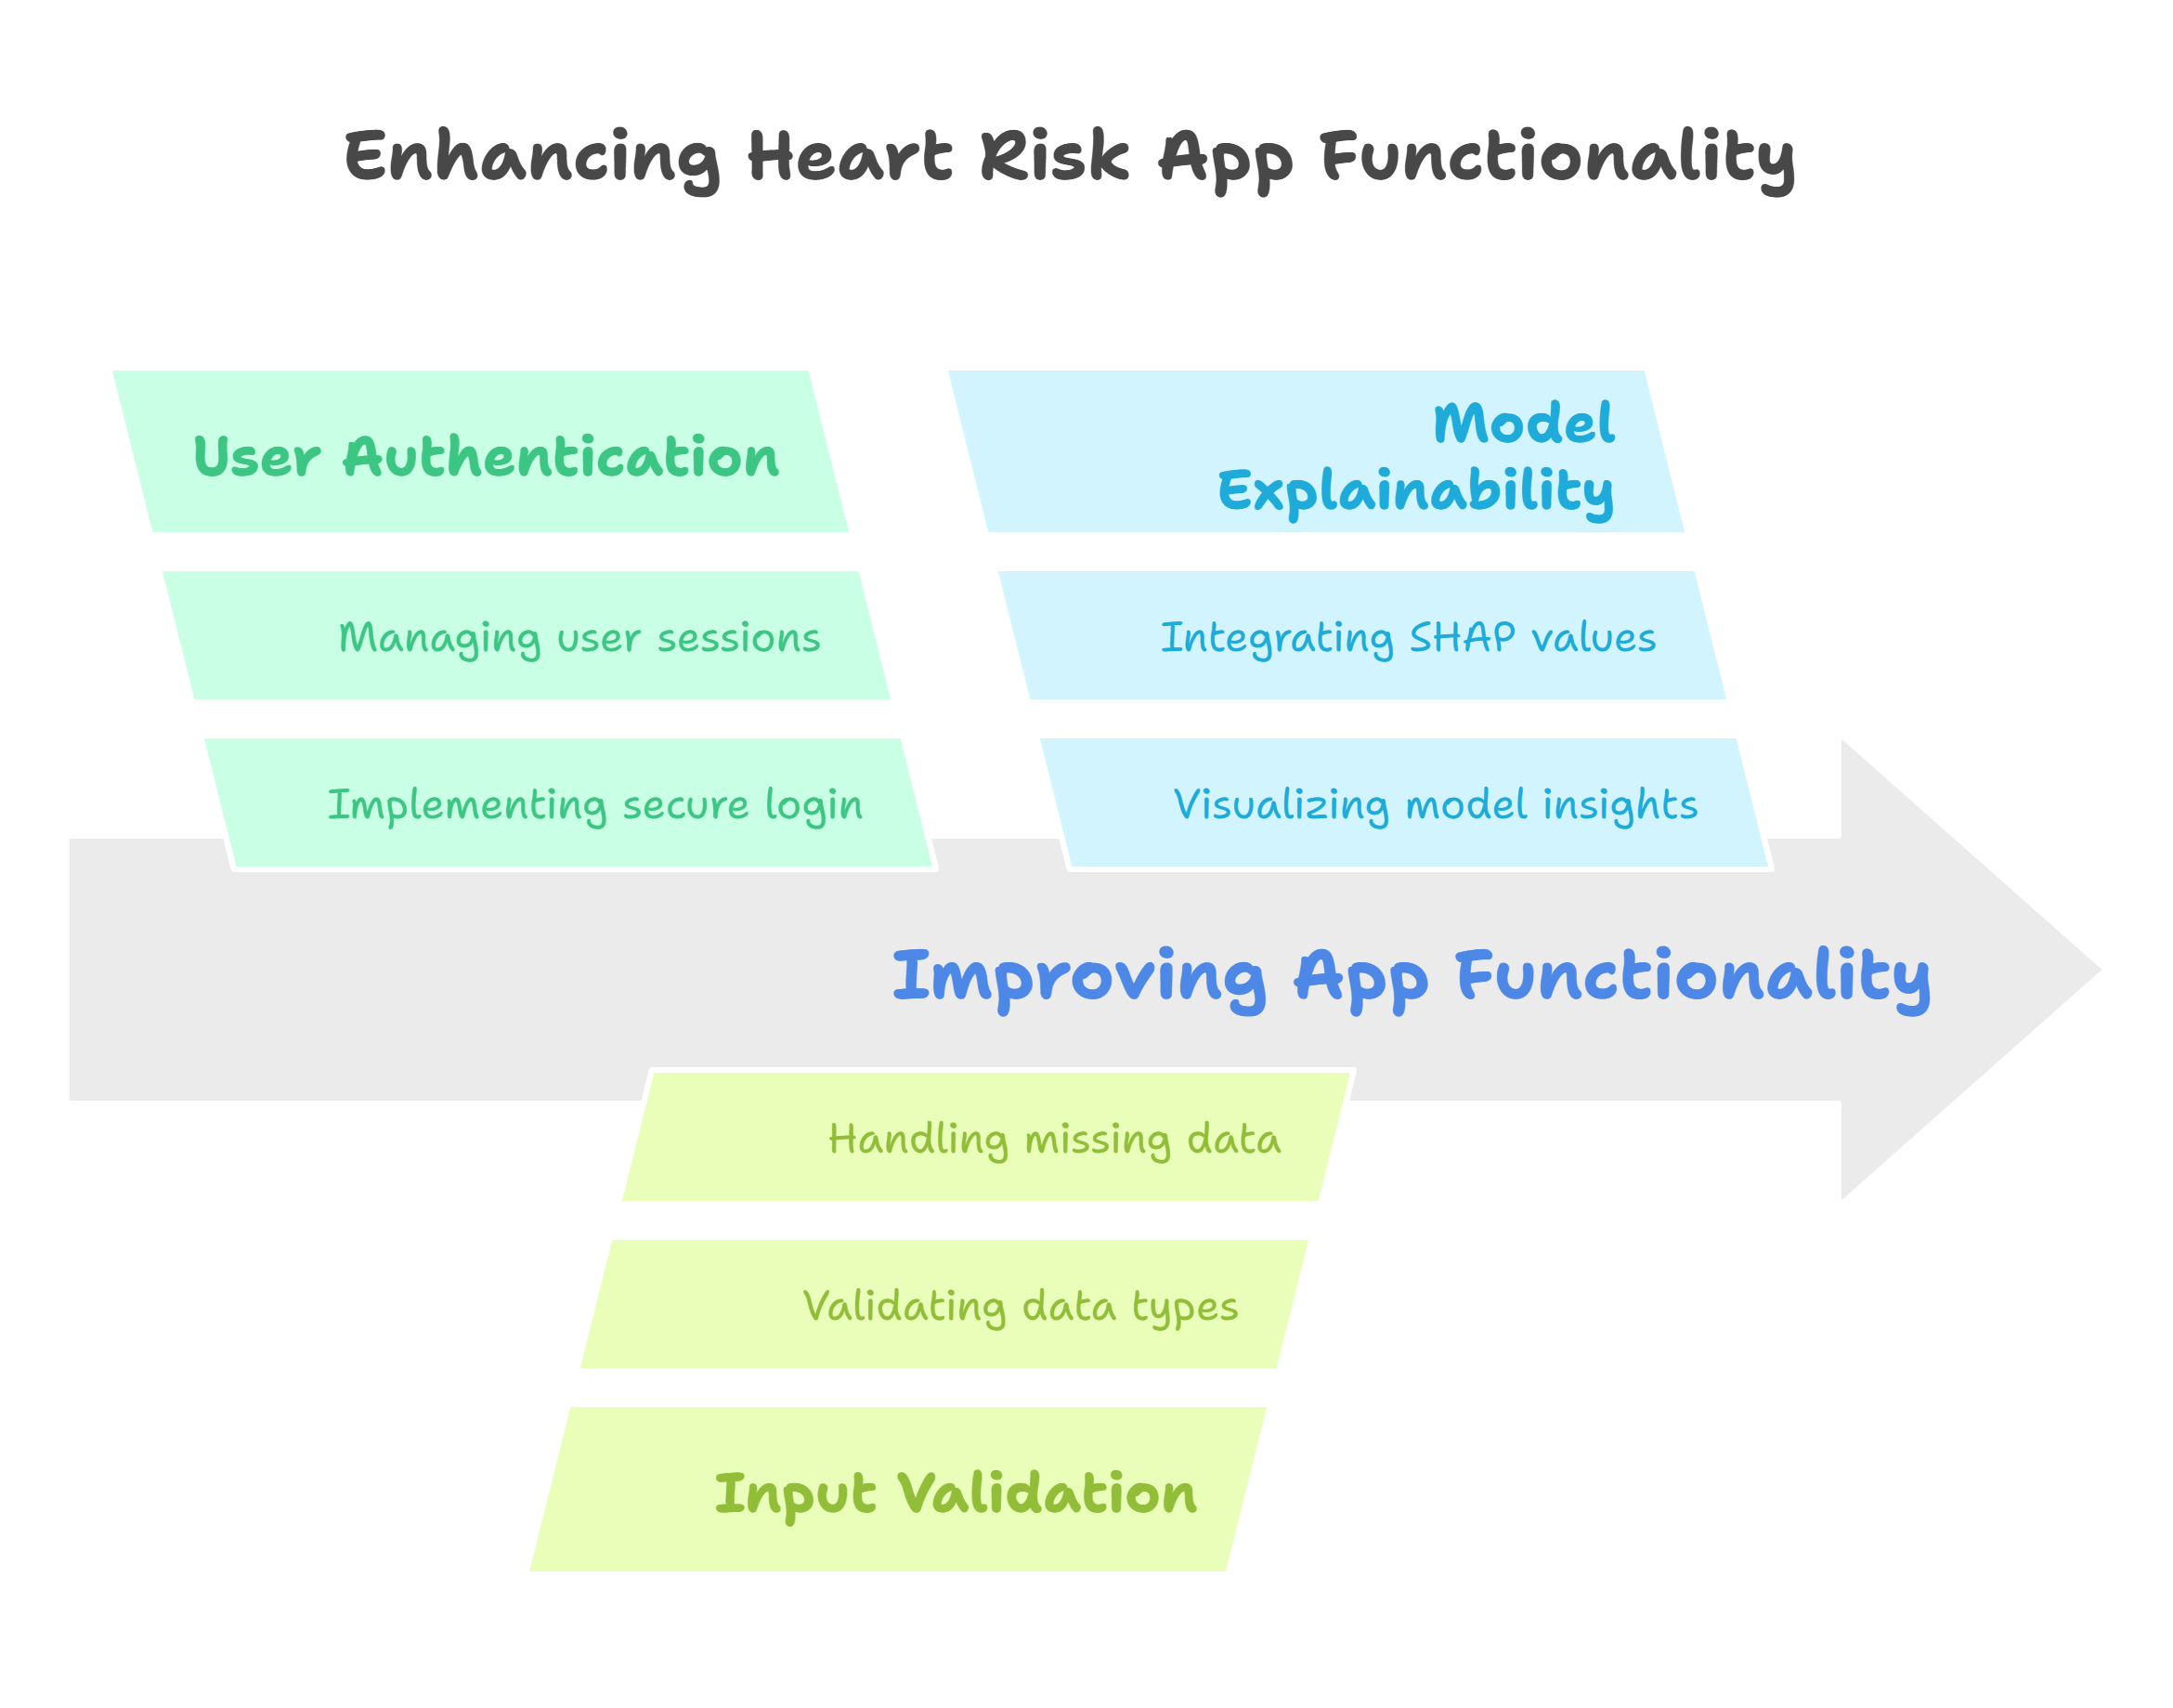 Enhancing Heart Risk App Functionality
User Authentication
Managing user sessions
Implementing secure login
Model
Explainability
Integrating SHAP values
Visualizing model insights
Improving App Functionality
Handling missing data
Validating data types
Input Validation